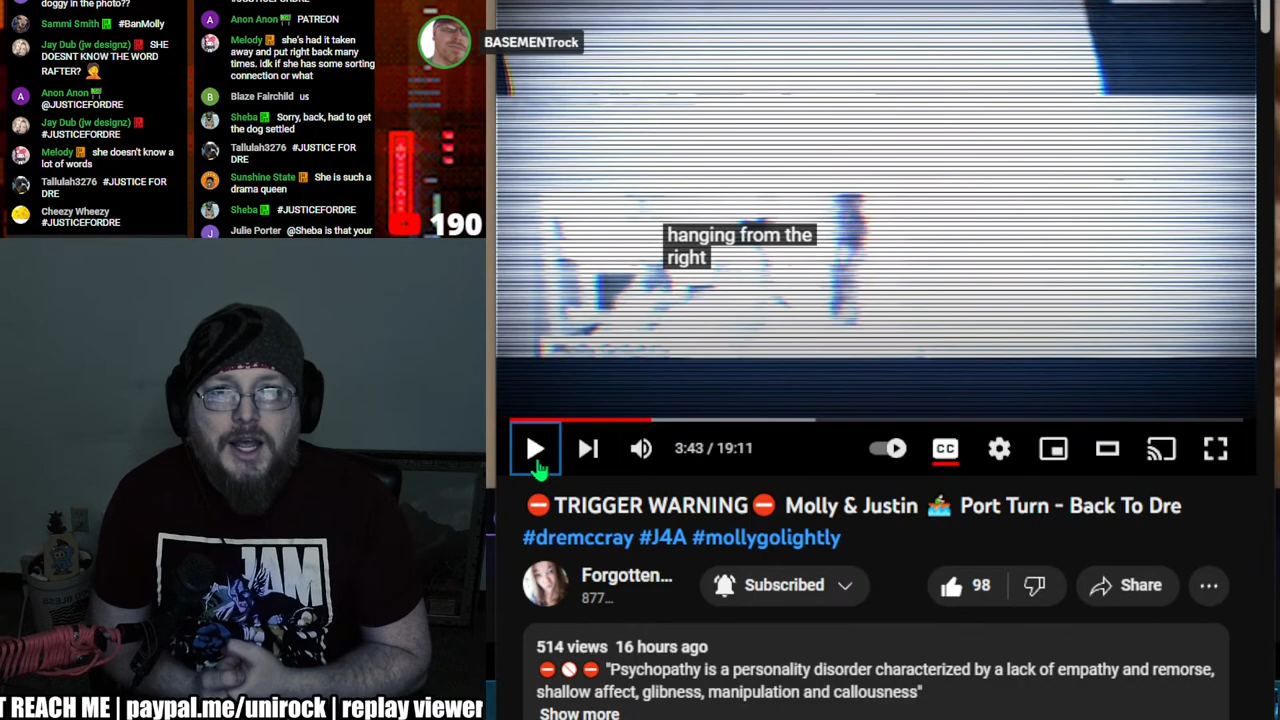 doggy in the photo??
Sammi Smith #BanMolly
Jay Dub (jw designz) SHE
DOESNT KNOW THE WORD
RAFTER?
Anon Anon
@JUSTICEFORDRE
Jay Dub (jw designz)
#JUSTICEFORDRE
Melody she doesn't know a
lot of words
Tallulah3276 #JUSTICE FOR
DRE
Cheezy Wheezy
#JUSTICEFORDRE
Anon Anon PATREON
Melody she's had it taken
away and put right back many
times. Idk if she has some sorting
connection or what
Blaze Fairchild us
Sheba Sorry, back, had to get
the dog settled
Tallulah3276 #JUSTICE FOR
DRE
Sunshine State She is such a
drama queen
Sheba #JUSTICEFORDRE
Julie Porter @Sheba is that your
BASEMENTrock
190
hanging from the
right
3:43 / 19:11
CC
TRIGGER WARNING Molly & Justin Port Turn - Back To Dre
#dremccray #J4A #mollygolightly
Forgotten...
877...
Subscribed
98
Share
514 views 16 hours ago
"Psychopathy is a personality disorder characterized by a lack of empathy and remorse,
shallow affect, glibness, manipulation and callousness"
Show more
JAM
T REACH ME | paypal.me/unirock | replay viewer